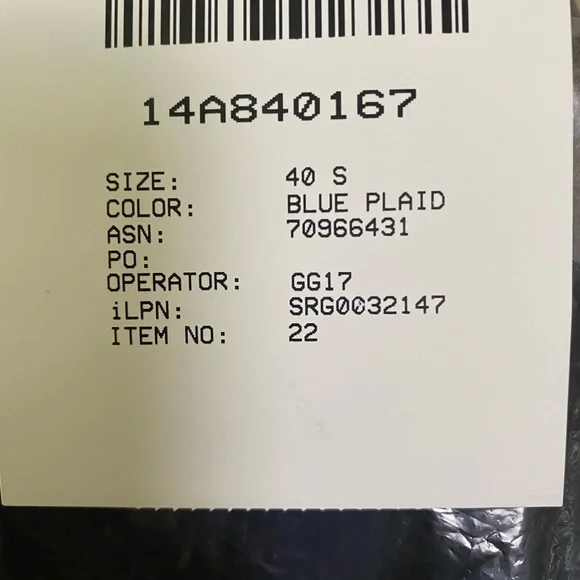 14A840167
SIZE: 40 S
COLOR: BLUE PLAID
ASN: 70966431
PO:
OPERATOR: GG17
iLPN: SRG0032147
ITEM NO: 22